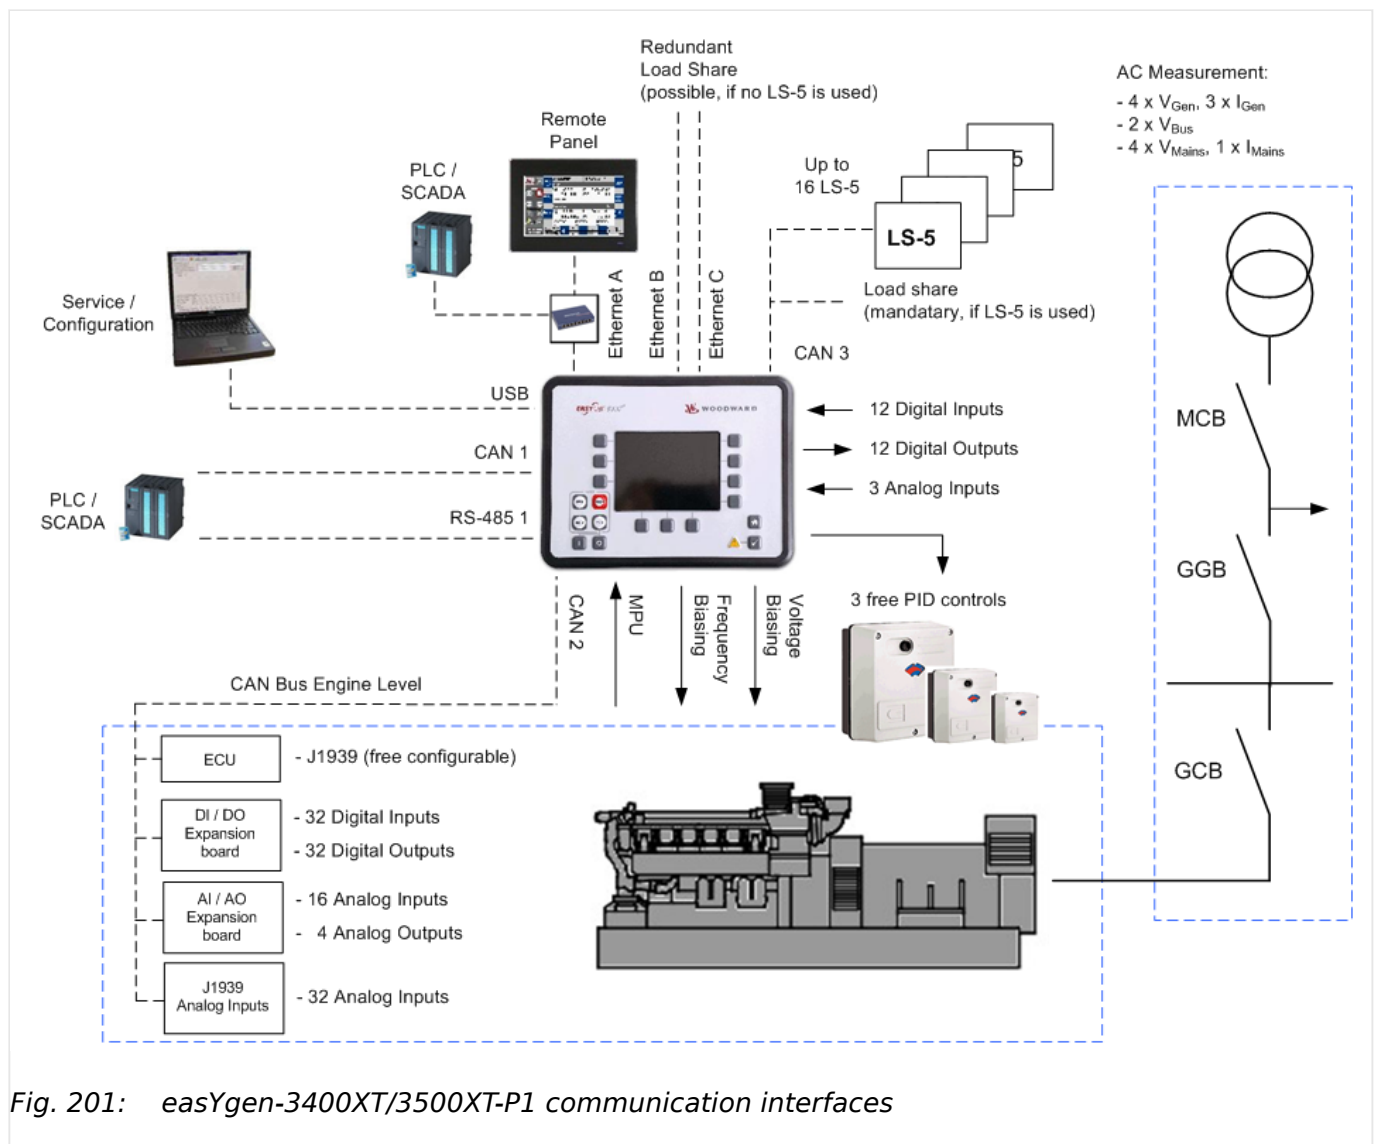 Redundant
Load Share
(possible, if no LS-5 is used)
AC Measurement:
- 4 x VGen, 3 x IGen
- 2 x VBus
- 4 x VMains, 1 x IMains
Remote
Panel
PLC /
SCADA
Up to
16 LS-5
5
LS-5
Service /
Configuration
Ethernet A
Ethernet B
Ethernet C
Load share
(mandatary, if LS-5 is used)
CAN 3
USB
WOODWARD
12 Digital Inputs
MCB
CAN 1
12 Digital Outputs
PLC /
SCADA
3 Analog Inputs
RS-485 1
GGB
CAN 2
MPU
Frequency
Biasing
Voltage
Biasing
3 free PID controls
CAN Bus Engine Level
ECU
- J1939 (free configurable)
GCB
DI / DO
Expansion
board
- 32 Digital Inputs
- 32 Digital Outputs
AI / AO
Expansion
board
- 16 Analog Inputs
- 4 Analog Outputs
J1939
Analog Inputs
- 32 Analog Inputs
Fig. 201: easYgen-3400XT/3500XT-P1 communication interfaces